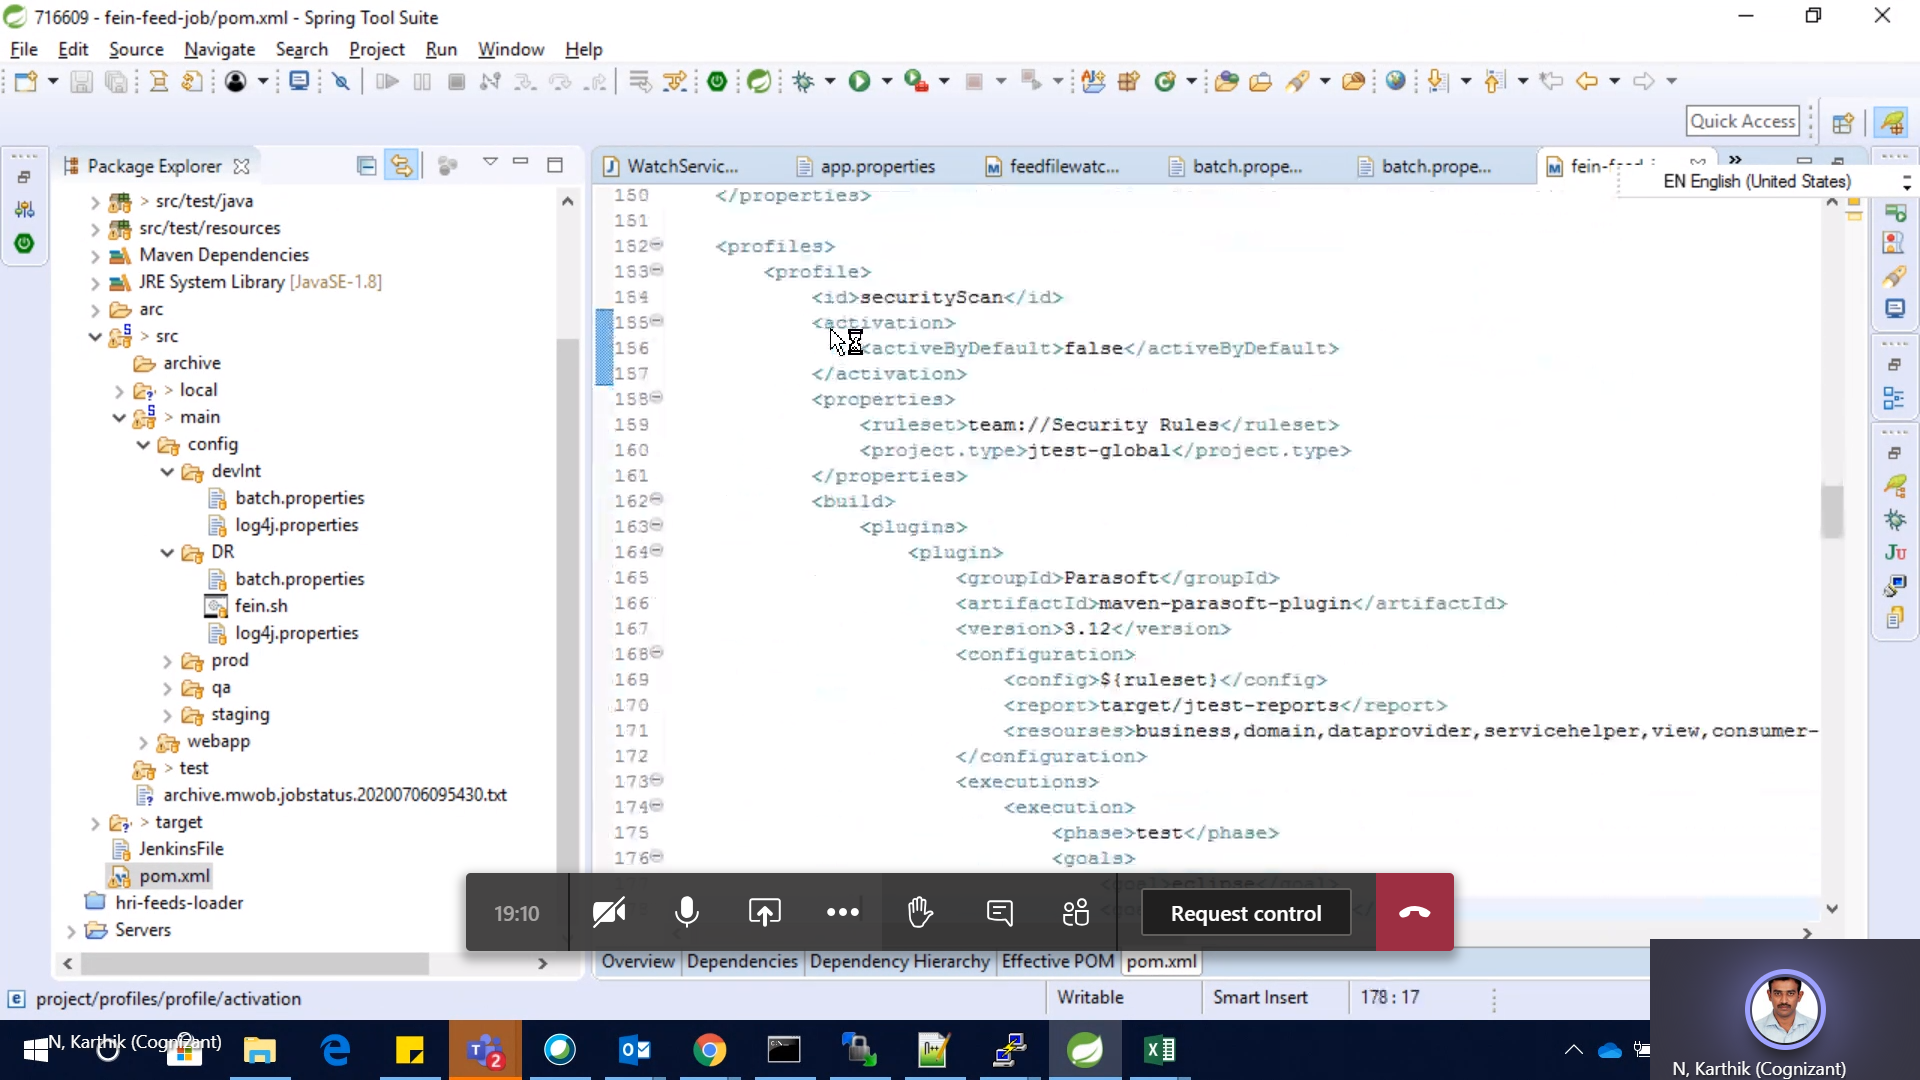 716609 - fein-feed-job/pom.xml - Spring Tool Suite
File Edit Source Navigate Search Project Run Window Help
Quick Access
Package Explorer
WatchServic...
app.properties
feedfilewatc...
batch.prope...
batch.prope...
EN English (United States)
> src/test/java
src/test/resources
Maven Dependencies
JRE System Library [JavaSE-1.8]
arc
> src
archive
> local
> main
config
devInt
batch.properties
log4j.properties
DR
batch.properties
fein.sh
log4j.properties
prod
qa
staging
webapp
> test
archive.mwob.jobstatus.20200706095430.txt
> target
JenkinsFile
pom.xml
hri-feeds-loader
Servers
150 </properties>
151
152 <profiles>
153 <profile>
154 <id>securityScan</id>
155 <activation>
156 <activeByDefault>false</activeByDefault>
157 </activation>
158 <properties>
159 <ruleset>team://Security Rules</ruleset>
160 <project.type>jtest-global</project.type>
161 </properties>
162 <build>
163 <plugins>
164 <plugin>
165 <groupId>Parasoft</groupId>
166 <artifactId>maven-parasoft-plugin</artifactId>
167 <version>3.12</version>
168 <configuration>
169 <config>${ruleset}</config>
170 <report>target/jtest-reports</report>
171 <resourses>business,domain,dataprovider,servicehelper,view,consumer-
172 </configuration>
173 <executions>
174 <execution>
175 <phase>test</phase>
176 <goals>
19:10
Request control
Overview Dependencies Dependency Hierarchy Effective POM pom.xml
project/profiles/profile/activation
Writable
Smart Insert
178 : 17
N, Karthik (Cognizant)
2
N, Karthik (Cognizant)